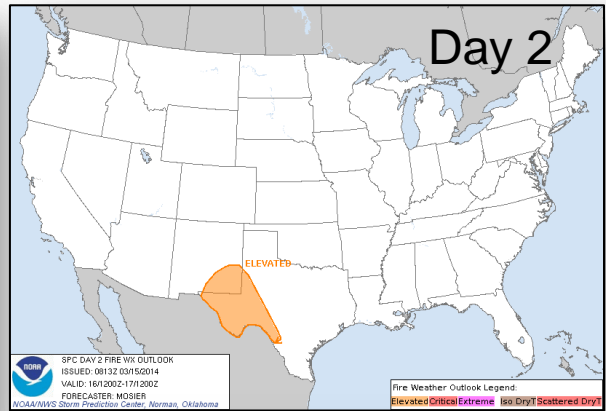 Day 2
ELEVATED
NOAA
SPC DAY 2 FIRE WX OUTLOOK
ISSUED: 0813Z 03/15/2014
VALID: 16/1200Z-17/1200Z
FORECASTER: MOSIER
NOAA/NWS Storm Prediction Center, Norman, Oklahoma
Fire Weather Outlook Legend:
Elevated Critical Extreme Iso DryT Scattered DryT